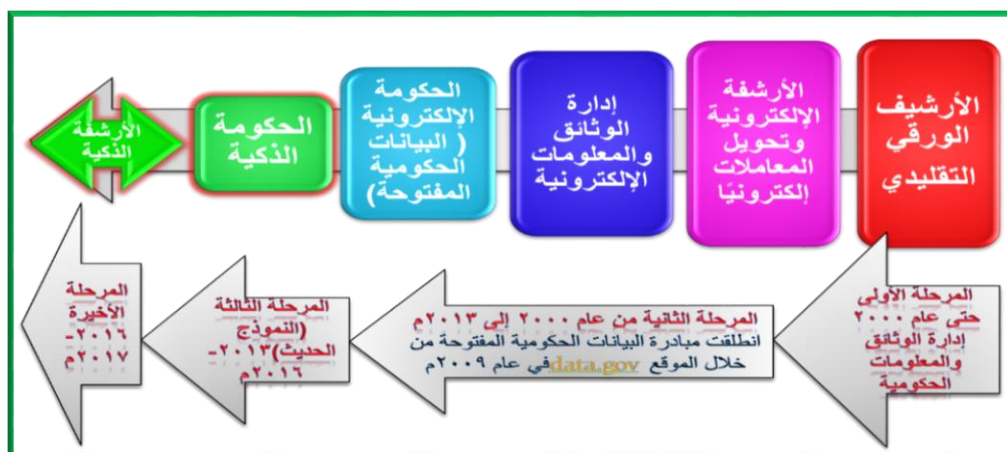 الأرشيف
الورقي
التقليدي
الأرشفة
الإلكترونية
وتحويل
المعاملات
إلكترونيًا
إدارة
الوثائق
والمعلومات
الإلكترونية
الحكومة
الإلكترونية
( البيانات
الحكومية
المفتوحة)
الحكومة
الذكية
الأرشفة
الذكية
المرحلة الأولى
حتى عام ٢٠٠٠
إدارة الوثائق
والمعلومات
الحكومية
المرحلة الثانية من عام ٢٠٠٠ إلى ٢٠١٣م
انطلقت مبادرة البيانات الحكومية المفتوحة من
خلال الموقع data.gov في عام ٢٠٠٩م
المرحلة الثالثة
(النموذج
الحديث)٢٠١٣-
٢٠١٦م
المرحلة
الأخيرة
٢٠١٦-
٢٠١٧م